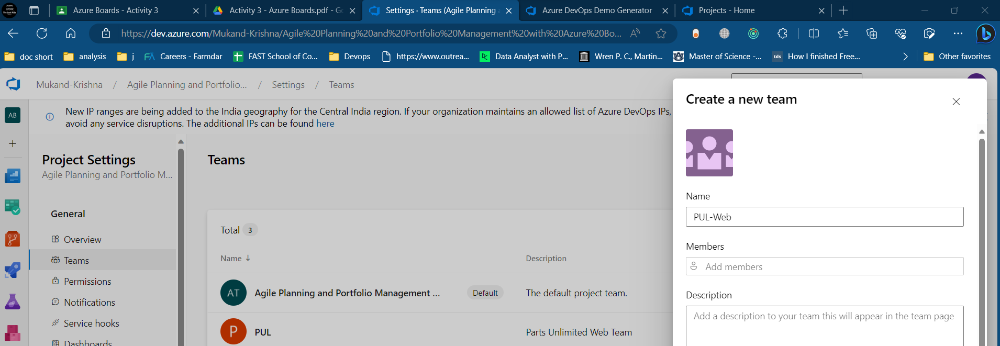 Azure Boards - Activity 3
Activity 3 - Azure Boards.pdf - Go
Settings · Teams (Agile Planning a
Azure DevOps Demo Generator
Projects - Home
https://dev.azure.com/Mukand-Krishna/Agile%20Planning%20and%20Portfolio%20Management%20with%20Azure%20Bo...
doc short
analysis
j
Careers - Farmdar
FAST School of Co...
Devops
https://www.outrea...
Data Analyst with P...
Wren P. C., Martin...
Master of Science -...
tds
How I finished Free...
Other favorites
Mukand-Krishna / Agile Planning and Portfolio... / Settings / Teams
AB
New IP ranges are being added to the India geography for the Central India region. If your organization maintains an allowed list of Azure DevOps IPs,
avoid any service disruptions. The additional IPs can be found here
Project Settings
Agile Planning and Portfolio M...
General
Overview
Teams
Permissions
Notifications
Service hooks
Dashboards
Teams
Total 3
Name
Description
AT
Agile Planning and Portfolio Management ...
Default
The default project team.
P
PUL
Parts Unlimited Web Team
Create a new team
Name
PUL-Web
Members
Add members
Description
Add a description to your team this will appear in the team page